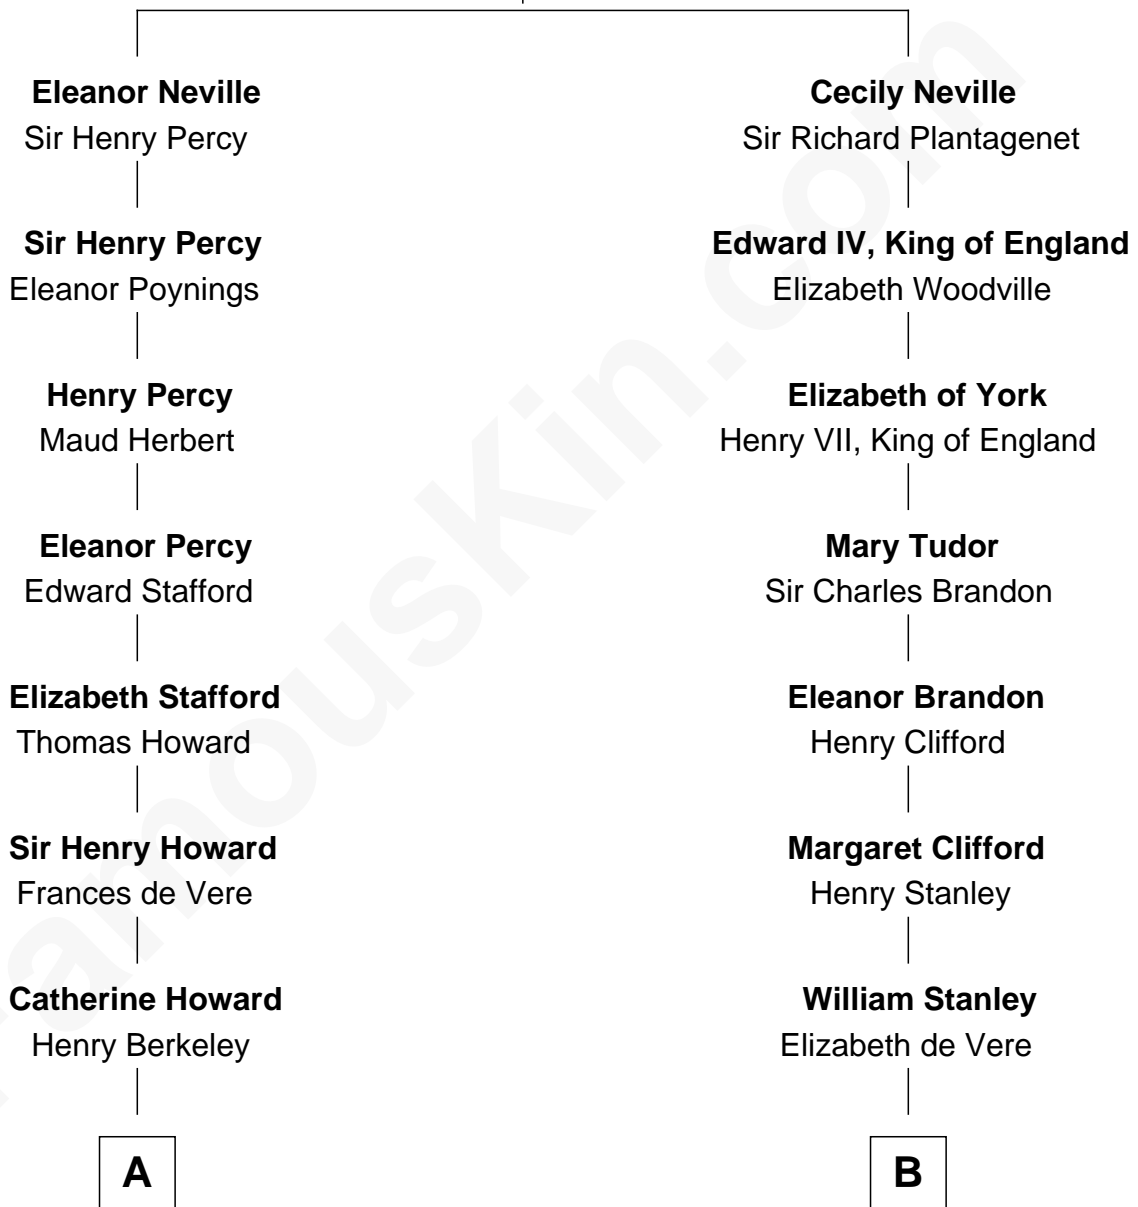 Eleanor Neville
Sir Henry Percy
Sir Henry Percy
Eleanor Poynings
Henry Percy
Maud Herbert
Eleanor Percy
Edward Stafford
Elizabeth Stafford
Thomas Howard
Sir Henry Howard
Frances de Vere
Catherine Howard
Henry Berkeley
A
Cecily Neville
Sir Richard Plantagenet
Edward IV, King of England
Elizabeth Woodville
Elizabeth of York
Henry VII, King of England
Mary Tudor
Sir Charles Brandon
Eleanor Brandon
Henry Clifford
Margaret Clifford
Henry Stanley
William Stanley
Elizabeth de Vere
B
FamousKin.com